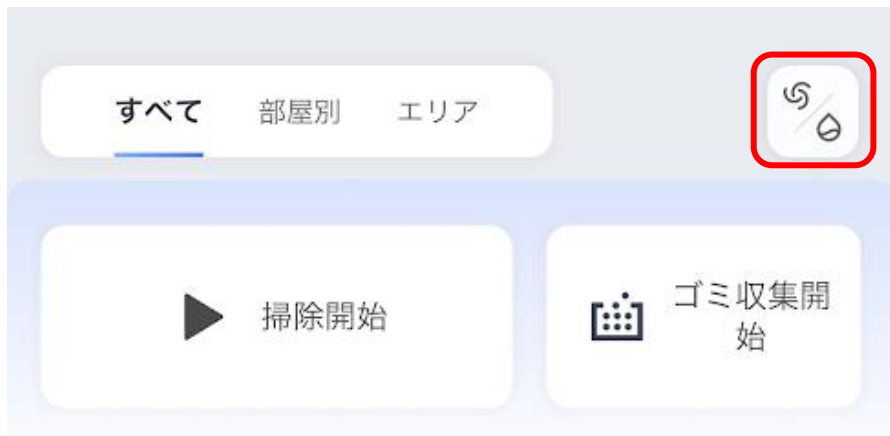 すべて 部屋別 エリア
掃除開始
ゴミ収集開
始